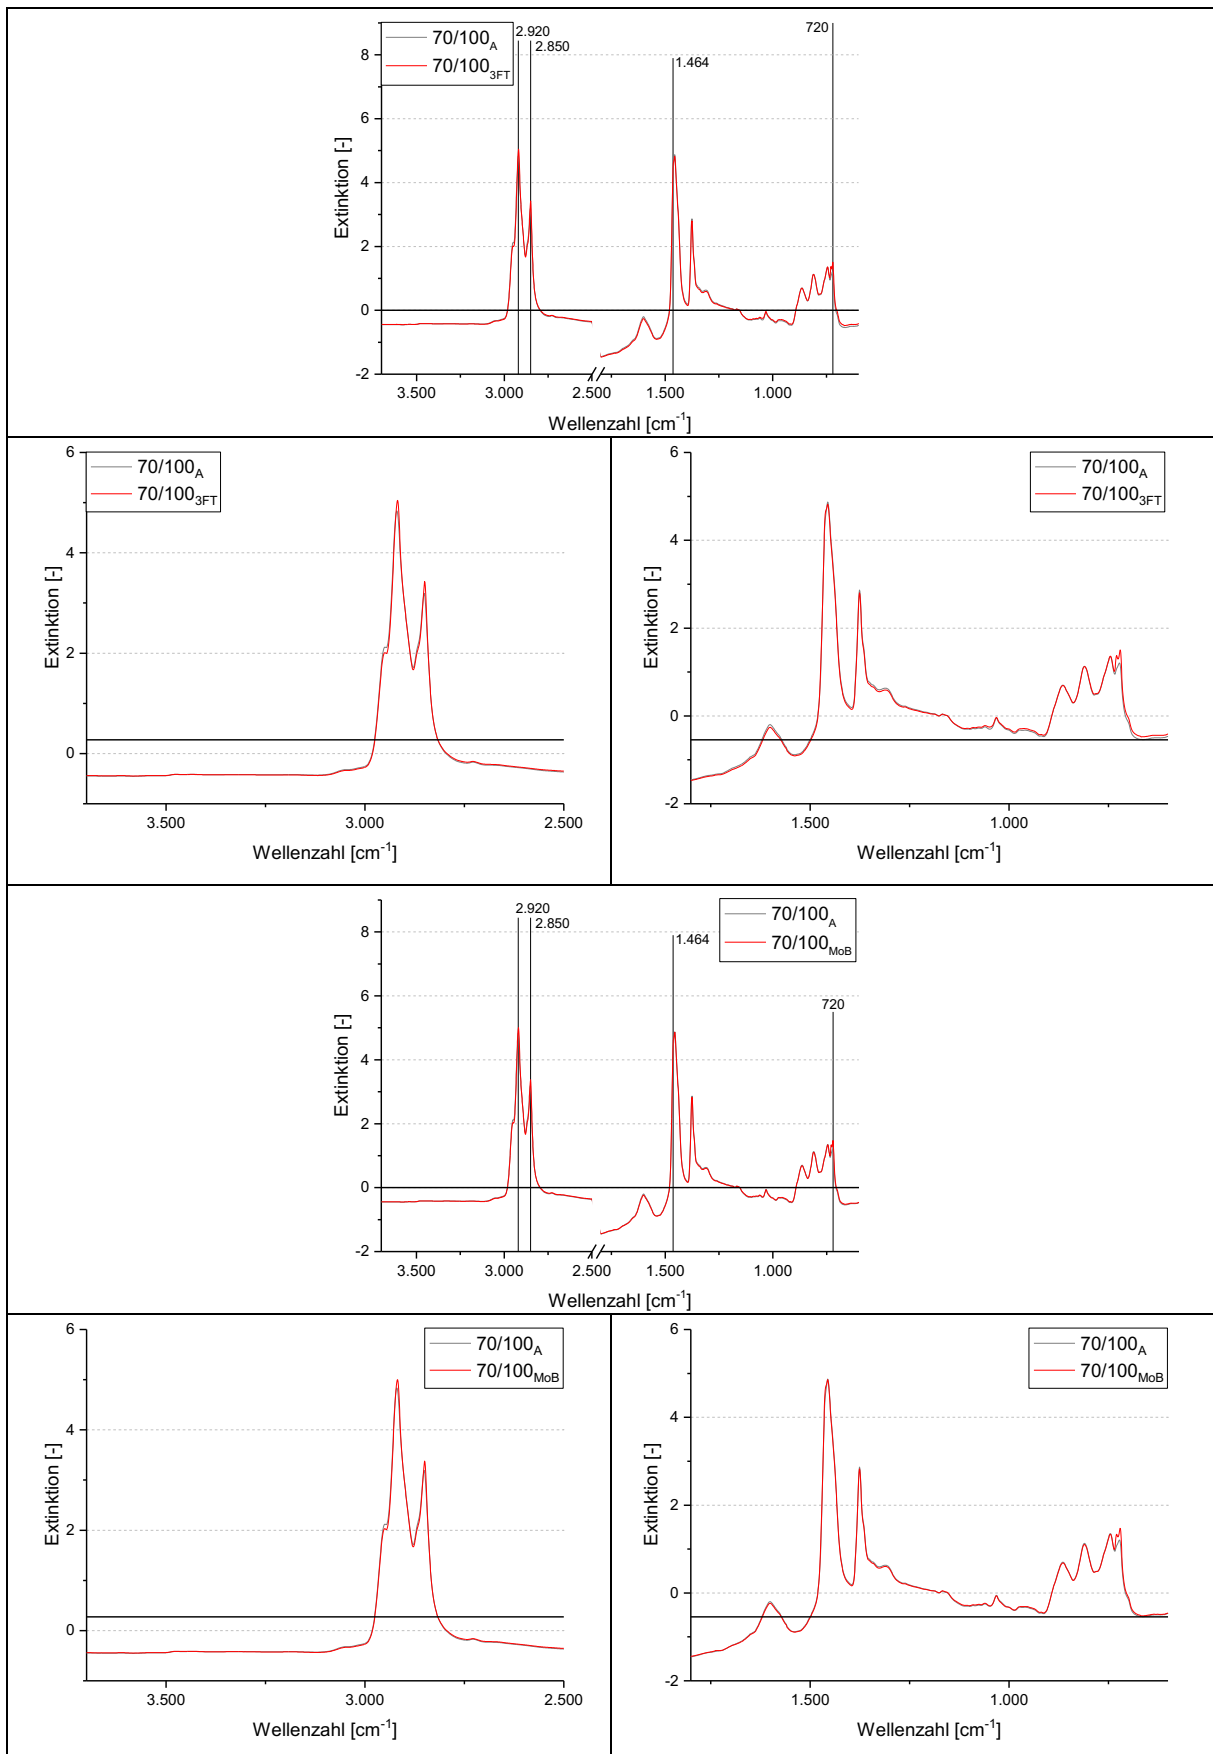 70/100A
70/1003FT
2.920
2.850
1.464
720
8
6
4
2
0
-2
Extinktion [-]
3.500
3.000
2.500
1.500
1.000
Wellenzahl [cm-1]
70/100A
70/1003FT
6
4
2
0
Extinktion [-]
3.500
3.000
2.500
Wellenzahl [cm-1]
70/100A
70/1003FT
6
4
2
0
-2
Extinktion [-]
1.500
1.000
Wellenzahl [cm-1]
2.920
2.850
1.464
70/100A
70/100MoB
720
8
6
4
2
0
-2
Extinktion [-]
3.500
3.000
2.500
1.500
1.000
Wellenzahl [cm-1]
70/100A
70/100MoB
6
4
2
0
Extinktion [-]
3.500
3.000
2.500
Wellenzahl [cm-1]
70/100A
70/100MoB
6
4
2
0
-2
Extinktion [-]
1.500
1.000
Wellenzahl [cm-1]